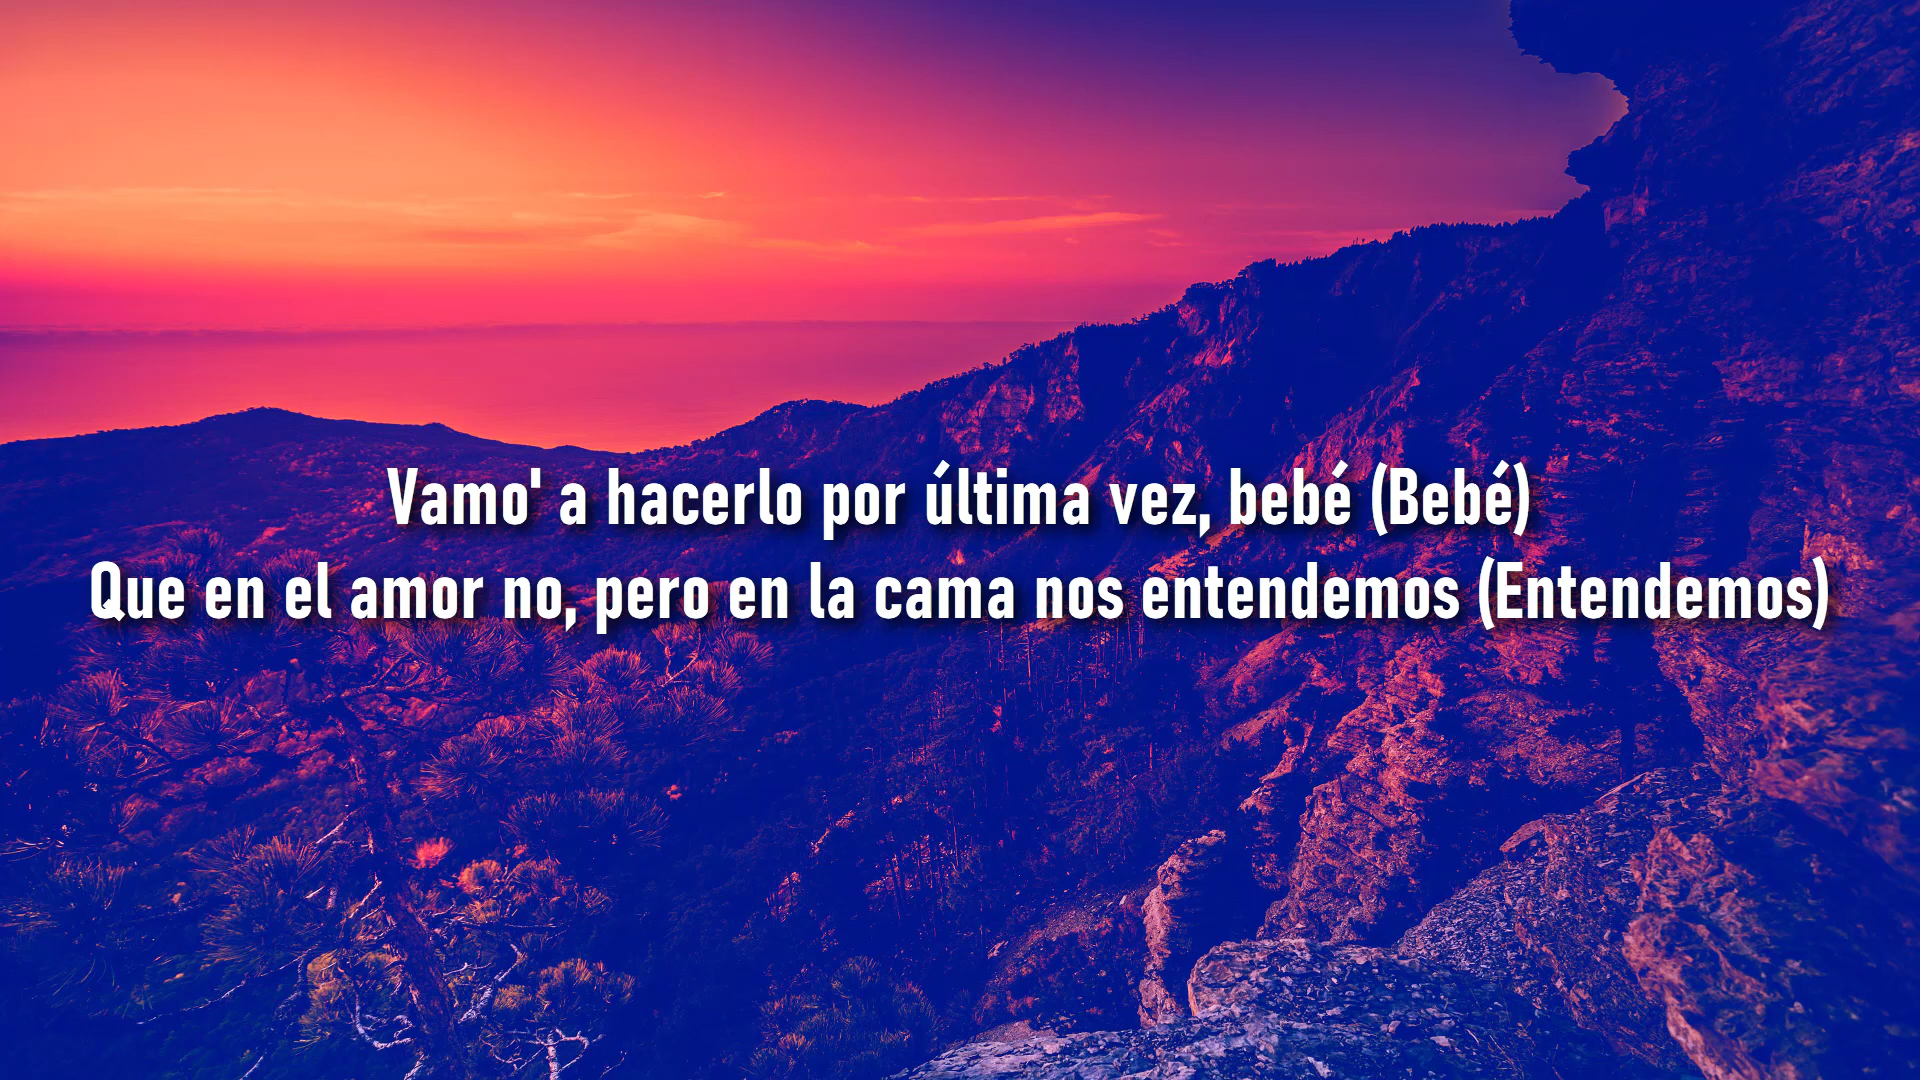 Vamo' a hacerlo por última vez, bebé (Bebé)
Que en el amor no, pero en la cama nos entendemos (Entendemos)